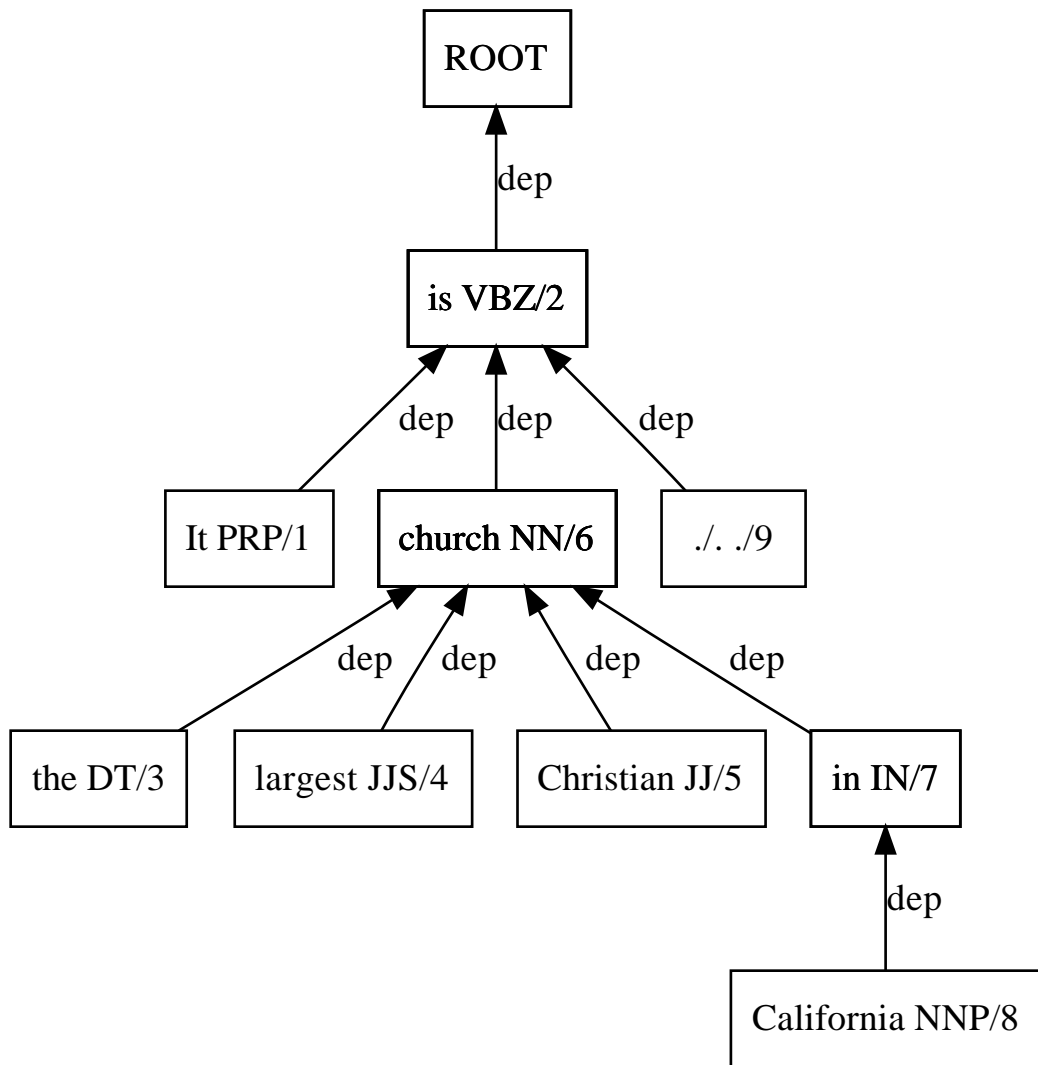 ROOT
dep
is VBZ/2
dep dep dep
It PRP/1 church NN/6 ./. ./9
dep dep dep dep
the DT/3 largest JJS/4 Christian JJ/5 in IN/7
dep
California NNP/8